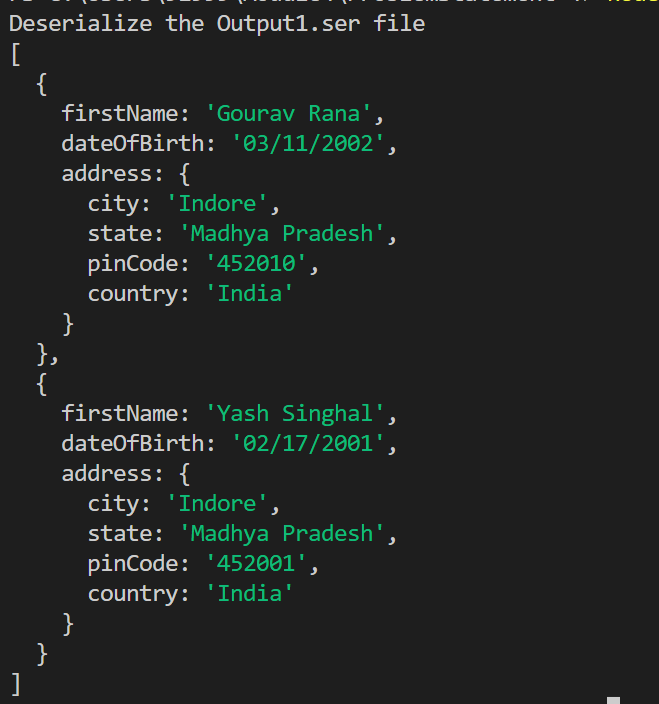 Deserialize the Output1.ser file
[
  {
    firstName: 'Gourav Rana',
    dateOfBirth: '03/11/2002',
    address: {
      city: 'Indore',
      state: 'Madhya Pradesh',
      pinCode: '452010',
      country: 'India'
    }
  },
  {
    firstName: 'Yash Singhal',
    dateOfBirth: '02/17/2001',
    address: {
      city: 'Indore',
      state: 'Madhya Pradesh',
      pinCode: '452001',
      country: 'India'
    }
  }
]